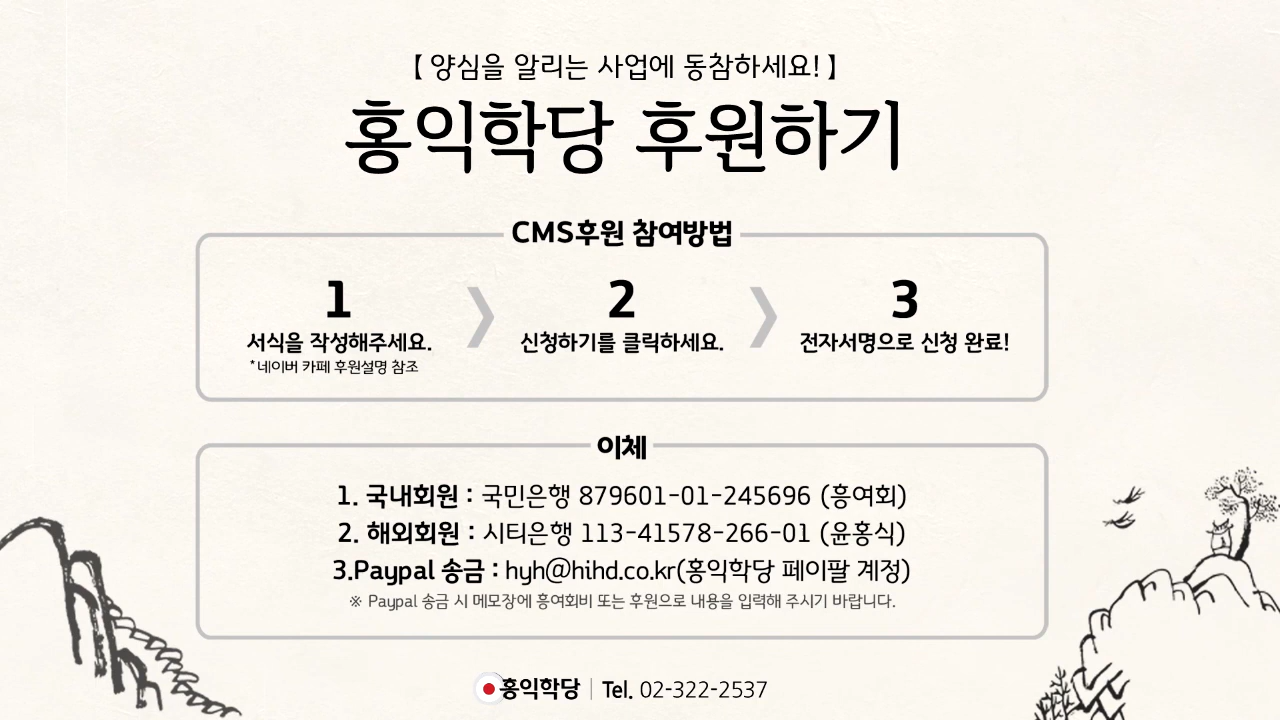 【 양심을 알리는 사업에 동참하세요! 】
홍익학당 후원하기
CMS후원 참여방법
1
서식을 작성해주세요.
*네이버 카페 후원설명 참조
2
신청하기를 클릭하세요.
3
전자서명으로 신청 완료!
이체
1. 국내회원 : 국민은행 879601-01-245696 (흥여회)
2. 해외회원 : 시티은행 113-41578-266-01 (윤홍식)
3.Paypal 송금 : hyh@hihd.co.kr(홍익학당 페이팔 계정)
※ Paypal 송금 시 메모장에 흥여회비 또는 후원으로 내용을 입력해 주시기 바랍니다.
홍익학당 | Tel. 02-322-2537